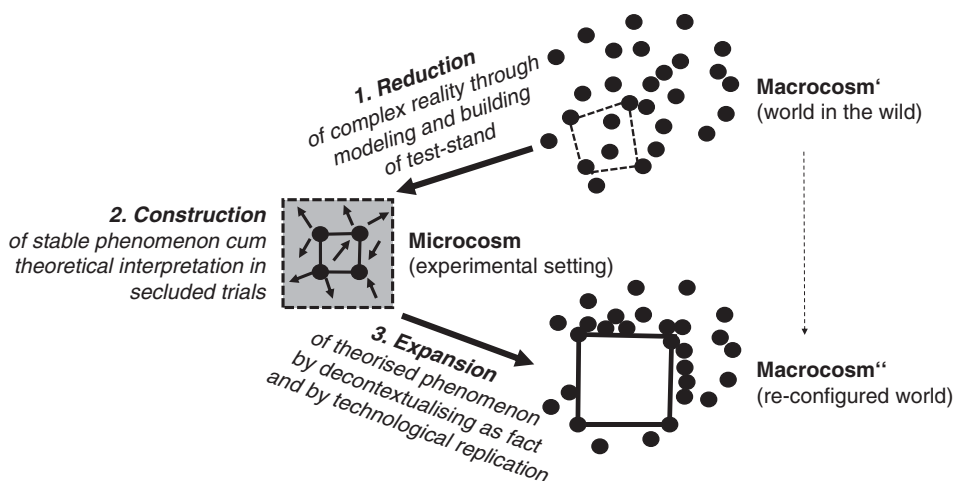 1. Reduction
of complex reality through
modeling and building
of test-stand
Macrocosm‘
(world in the wild)
2. Construction
of stable phenomenon cum
theoretical interpretation in
secluded trials
Microcosm
(experimental setting)
3. Expansion
of theorised phenomenon
by decontextualising as fact
and by technological replication
Macrocosm‘‘
(re-configured world)